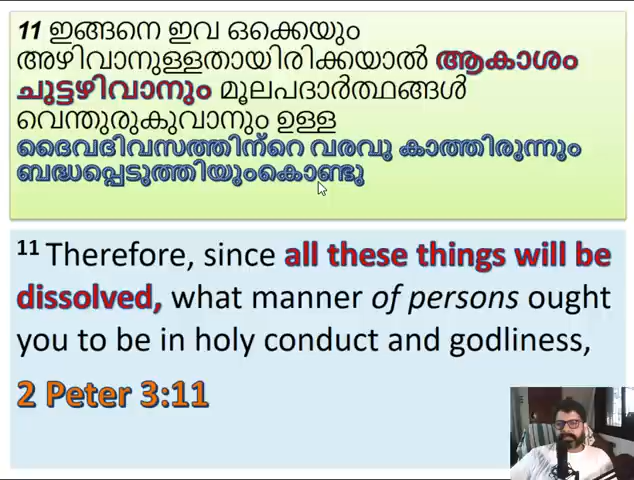 11 ഇങ്ങനെ ഇവ ഒക്കെയും
അഴിവാനുള്ളതായിരിക്കയാൽ ആകാശം
ചുട്ടഴിവാനും മൂലപദാർത്ഥങ്ങൾ
വെന്തുരുകുവാനും ഉള്ള
ദൈവദിവസത്തിന്റെ വരവു കാത്തിരുന്നും
ബദ്ധപ്പെടുത്തിയുംകൊണ്ടു
11 Therefore, since all these things will be
dissolved, what manner of persons ought
you to be in holy conduct and godliness,
2 Peter 3:11